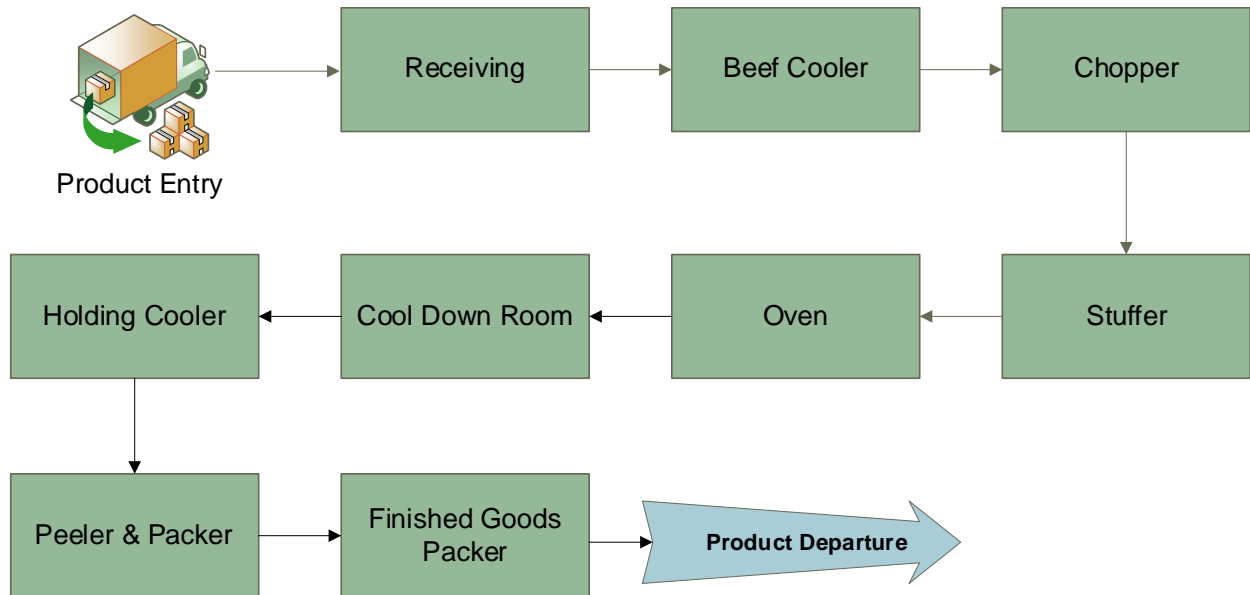 Receiving
Beef Cooler
Chopper
Product Entry
Holding Cooler
Cool Down Room
Oven
Stuffer
Peeler & Packer
Finished Goods
Packer
Product Departure